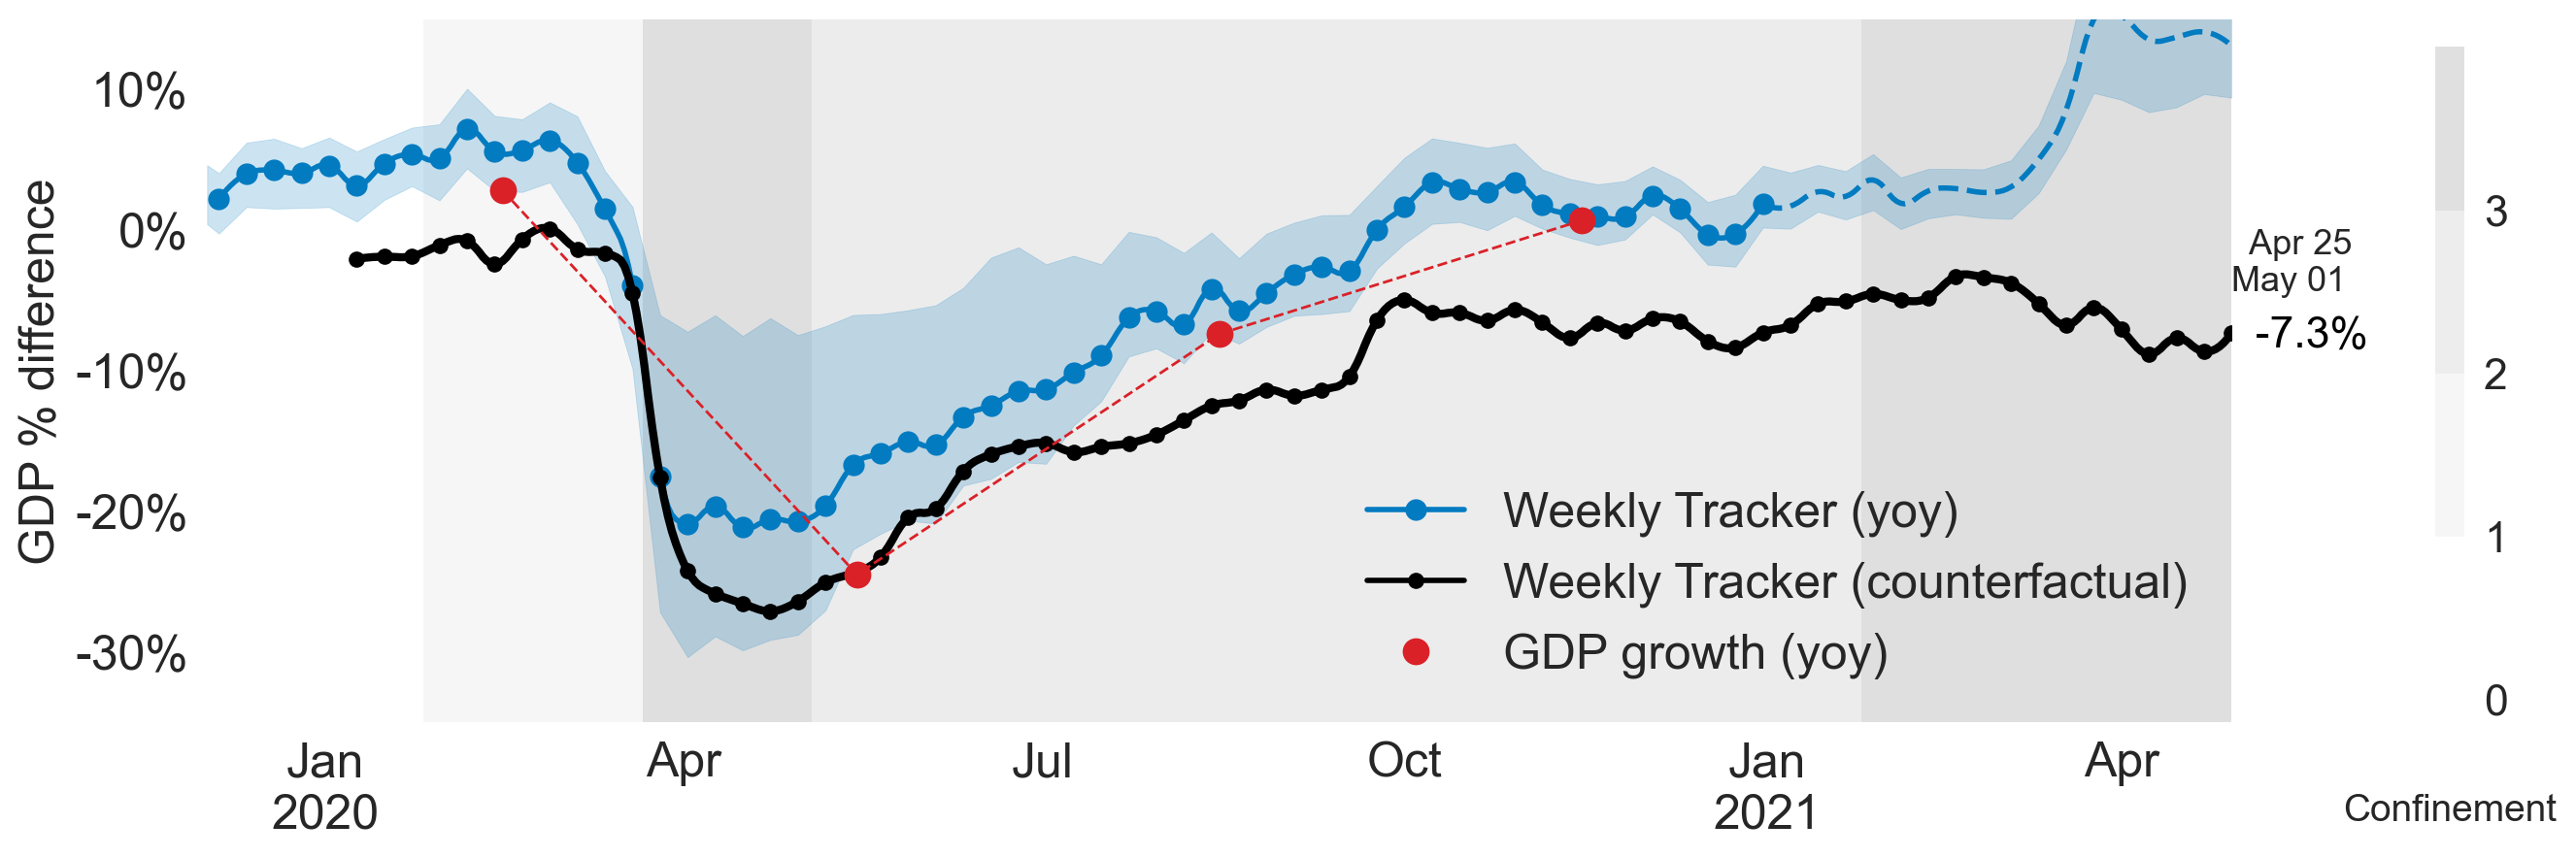 GDP % difference
10%
0%
-10%
-20%
-30%
Jan
2020
Apr
Jul
Oct
Jan
2021
Apr
Weekly Tracker (yoy)
Weekly Tracker (counterfactual)
GDP growth (yoy)
Apr 25
May 01
-7.3%
3
2
1
0
Confinement